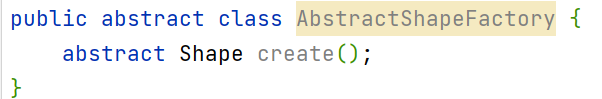 public abstract class AbstractShapeFactory {
    abstract Shape create();
}